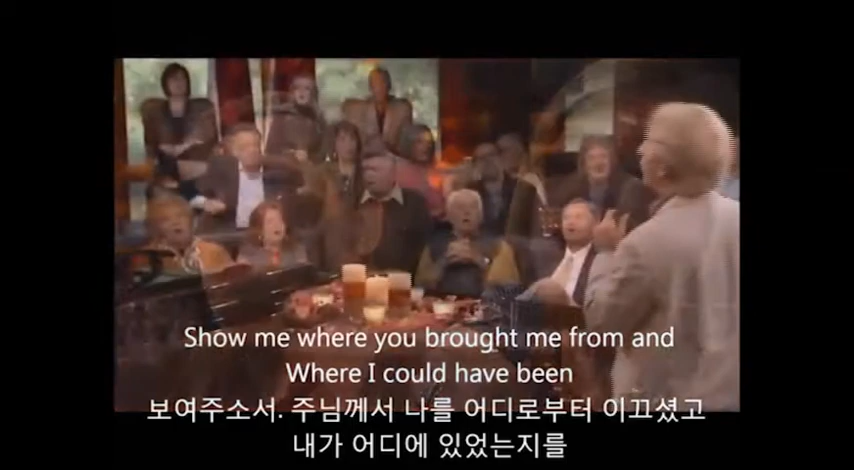 Show me where you brought me from and
Where I could have been
보여주소서. 주님께서 나를 어디로부터 이끄셨고
내가 어디에 있었는지를